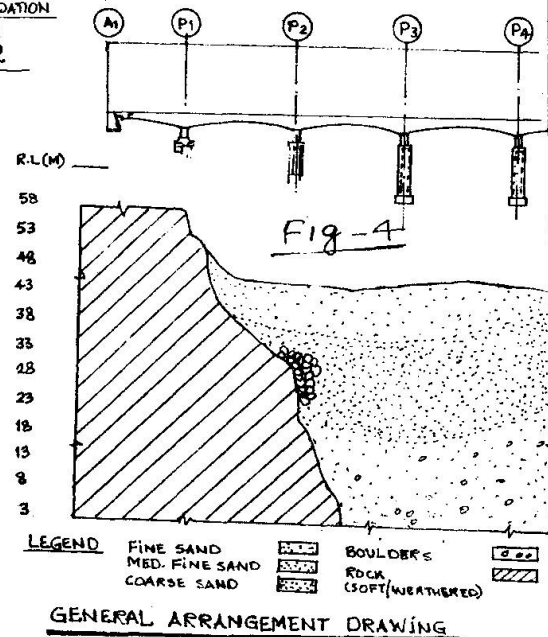 DATION
A1 P1 P2 P3 P4
R.L(M)
Fig-4
58
53
48
43
38
33
28
23
18
13
8
3
LEGEND
FINE SAND
MED. FINE SAND
COARSE SAND
BOULDERS
ROCK
(SOFT/WEATHERED)
GENERAL ARRANGEMENT DRAWING